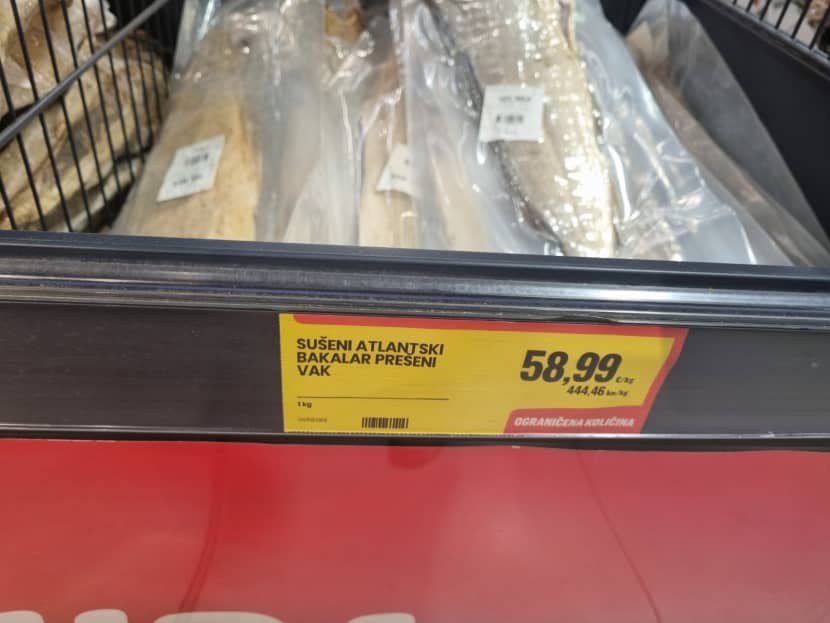 SUŠENI ATLANTSKI
BAKALAR PREŠENI
VAK
58,99 €/kg
444,46 kn/kg
1 kg
OGRANIČENA KOLIČINA